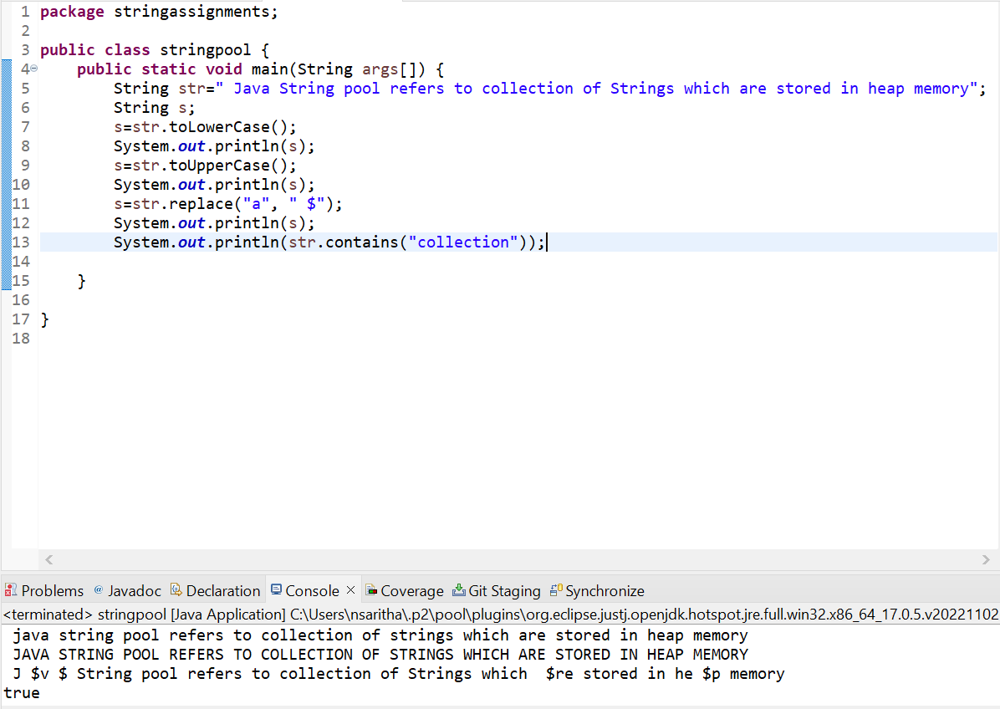 1 package stringassignments;
2
3 public class stringpool {
4     public static void main(String args[]) {
5         String str=" Java String pool refers to collection of Strings which are stored in heap memory";
6         String s;
7         s=str.toLowerCase();
8         System.out.println(s);
9         s=str.toUpperCase();
10         System.out.println(s);
11         s=str.replace("a", " $");
12         System.out.println(s);
13         System.out.println(str.contains("collection"));
14
15     }
16
17 }
18
Problems @ Javadoc Declaration Console Coverage Git Staging Synchronize
<terminated> stringpool [Java Application] C:\Users\nsaritha\.p2\pool\plugins\org.eclipse.justj.openjdk.hotspot.jre.full.win32.x86_64_17.0.5.v20221102
 java string pool refers to collection of strings which are stored in heap memory
 JAVA STRING POOL REFERS TO COLLECTION OF STRINGS WHICH ARE STORED IN HEAP MEMORY
 J $v $ String pool refers to collection of Strings which  $re stored in he $p memory
true